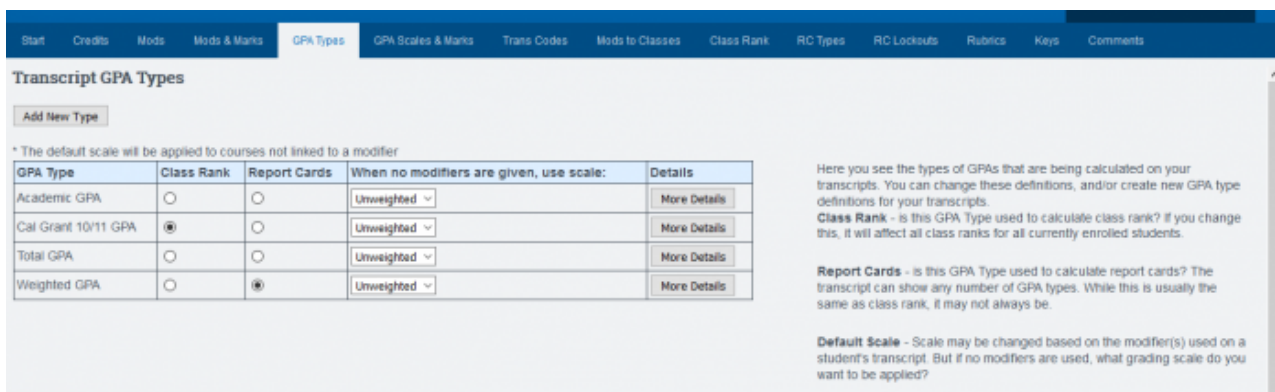 Start Credits Mods Mods & Marks GPA Types GPA Scales & Marks Trans Codes Mods to Classes Class Rank RC Types RC Lockouts Rubrics Keys Comments
Transcript GPA Types
Add New Type
* The default scale will be applied to courses not linked to a modifier
GPA Type Class Rank Report Cards When no modifiers are given, use scale: Details
Academic GPA Unweighted More Details
Cal Grant 10/11 GPA Unweighted More Details
Total GPA Unweighted More Details
Weighted GPA Unweighted More Details
Here you see the types of GPAs that are being calculated on your
transcripts. You can change these definitions, and/or create new GPA type
definitions for your transcripts.
Class Rank - is this GPA Type used to calculate class rank? If you change
this, it will affect all class ranks for all currently enrolled students.
Report Cards - is this GPA Type used to calculate report cards? The
transcript can show any number of GPA types. While this is usually the
same as class rank, it may not always be.
Default Scale - Scale may be changed based on the modifier(s) used on a
student's transcript. But if no modifiers are used, what grading scale do you
want to be applied?